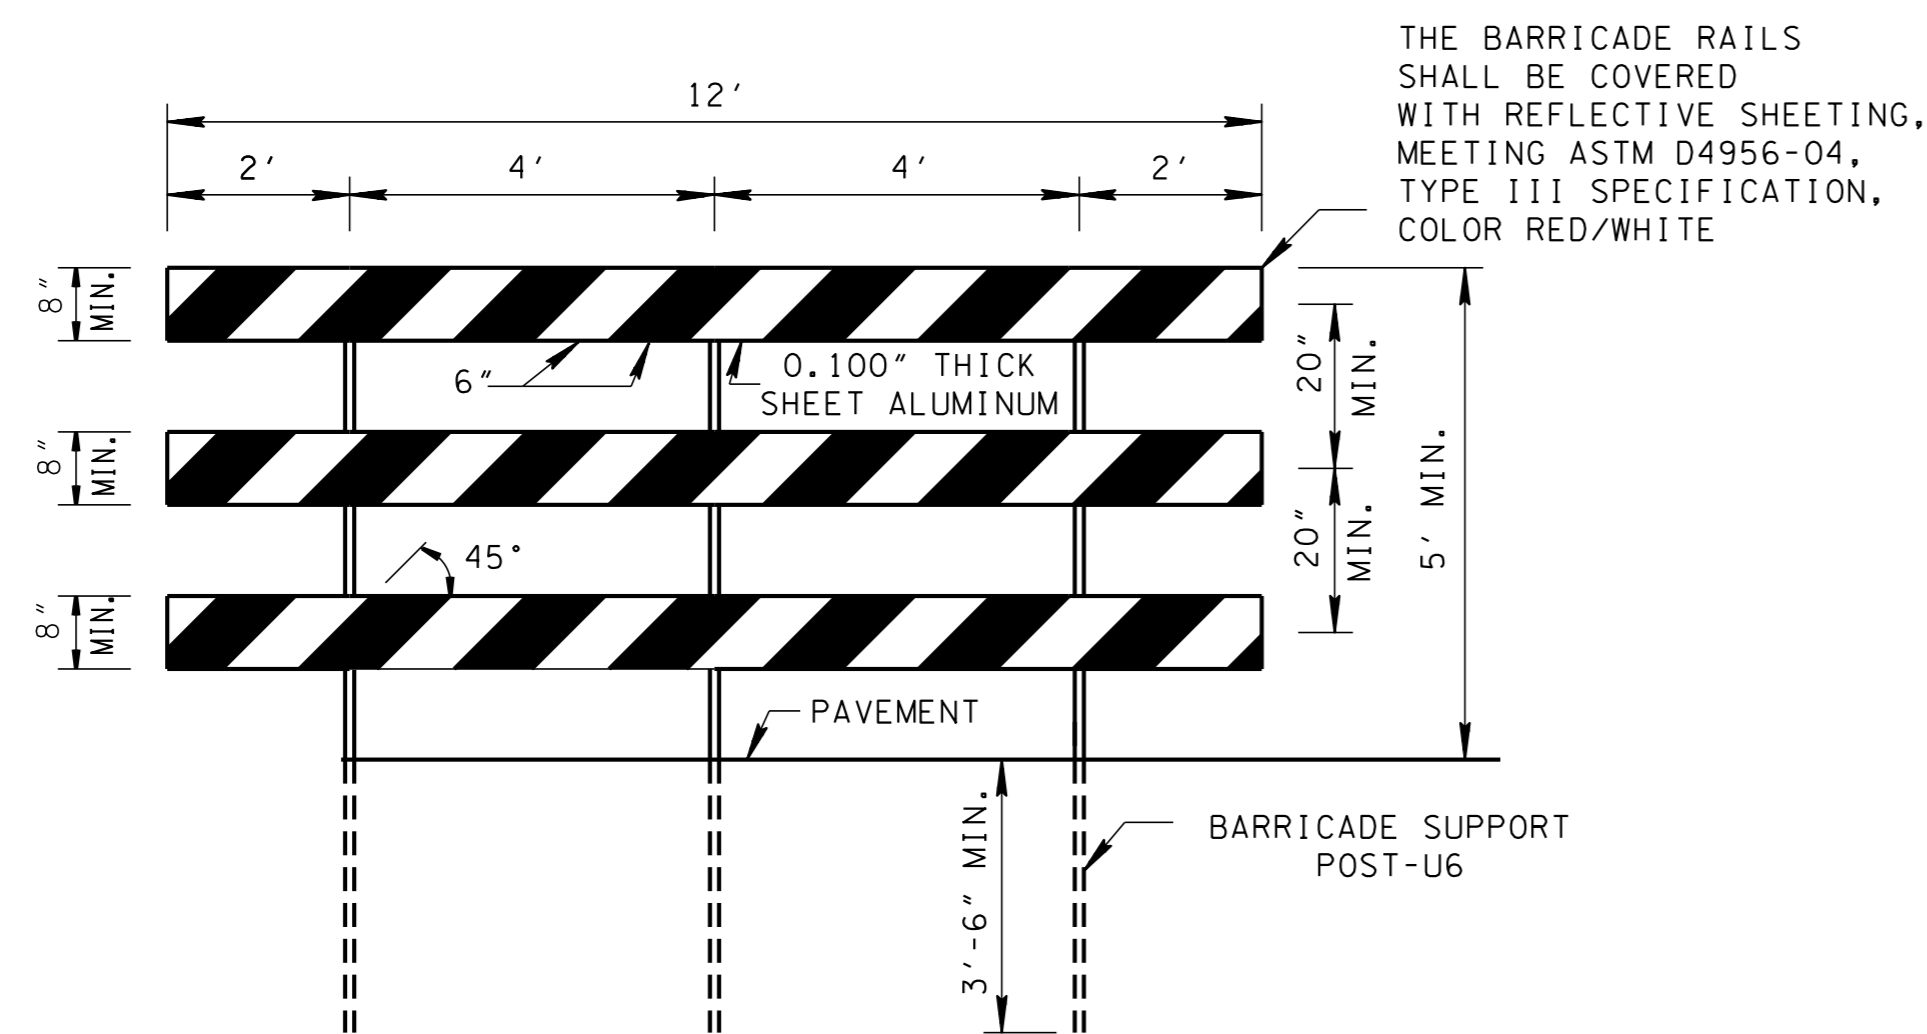 THE BARRICADE RAILS
SHALL BE COVERED
WITH REFLECTIVE SHEETING,
MEETING ASTM D4956-04,
TYPE III SPECIFICATION,
COLOR RED/WHITE
12'
2'
4'
4'
2'
8"
MIN.
6"
0.100" THICK
SHEET ALUMINUM
20"
MIN.
8"
MIN.
5' MIN.
20"
MIN.
45°
8"
MIN.
PAVEMENT
3'-6" MIN.
BARRICADE SUPPORT
POST-U6